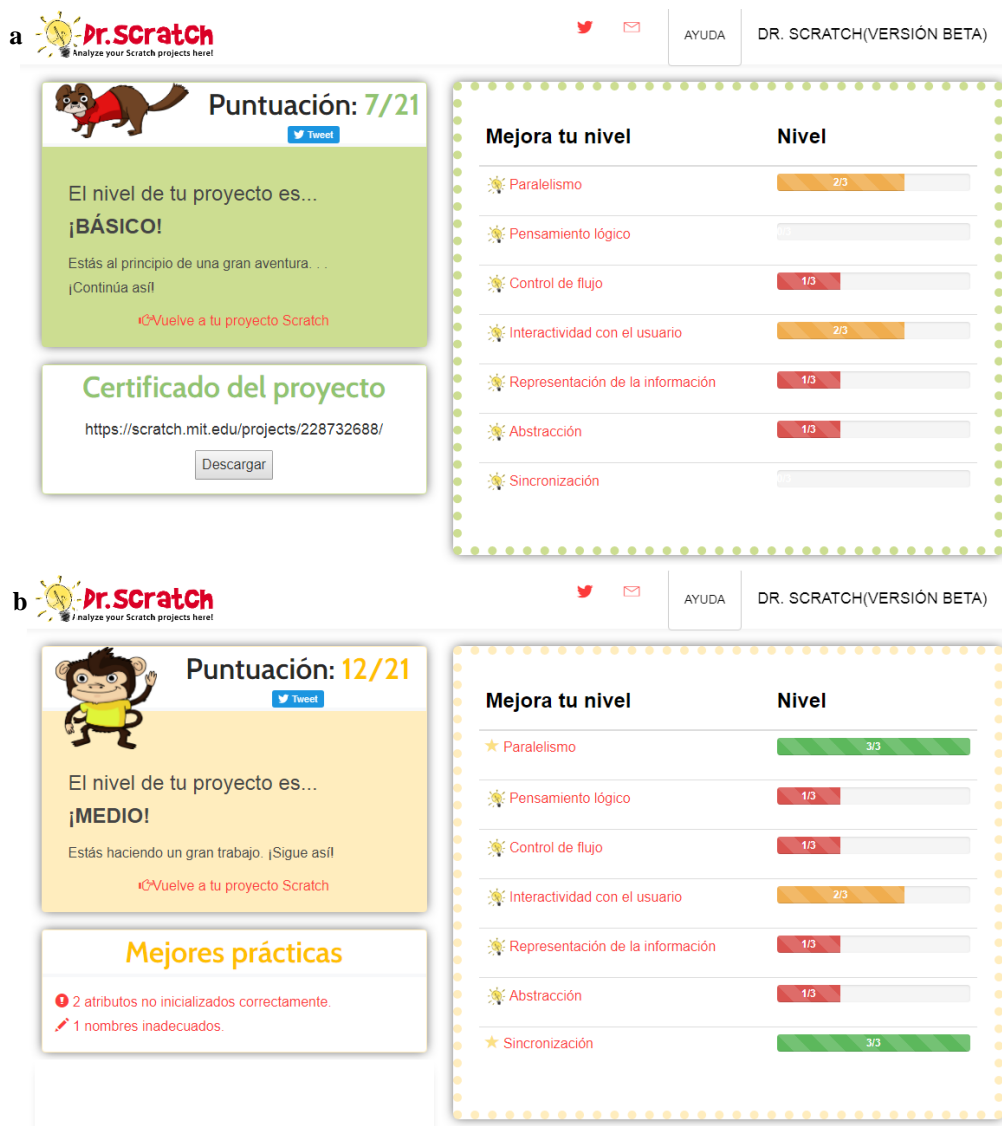 a
Dr.Scratch
Analyze your Scratch projects here!
AYUDA
DR. SCRATCH(VERSIÓN BETA)
Puntuación: 7/21
Tweet
El nivel de tu proyecto es...
¡BÁSICO!
Estás al principio de una gran aventura. . .
¡Continúa así!
Vuelve a tu proyecto Scratch
Certificado del proyecto
https://scratch.mit.edu/projects/228732688/
Descargar
Mejora tu nivel Nivel
Paralelismo 2/3
Pensamiento lógico 0/3
Control de flujo 1/3
Interactividad con el usuario 2/3
Representación de la información 1/3
Abstracción 1/3
Sincronización 0/3
b
Dr.Scratch
nalyze your Scratch projects here!
AYUDA
DR. SCRATCH(VERSIÓN BETA)
Puntuación: 12/21
Tweet
El nivel de tu proyecto es...
¡MEDIO!
Estás haciendo un gran trabajo. ¡Sigue así!
Vuelve a tu proyecto Scratch
Mejores prácticas
2 atributos no inicializados correctamente.
1 nombres inadecuados.
Mejora tu nivel Nivel
Paralelismo 3/3
Pensamiento lógico 1/3
Control de flujo 1/3
Interactividad con el usuario 2/3
Representación de la información 1/3
Abstracción 1/3
Sincronización 3/3